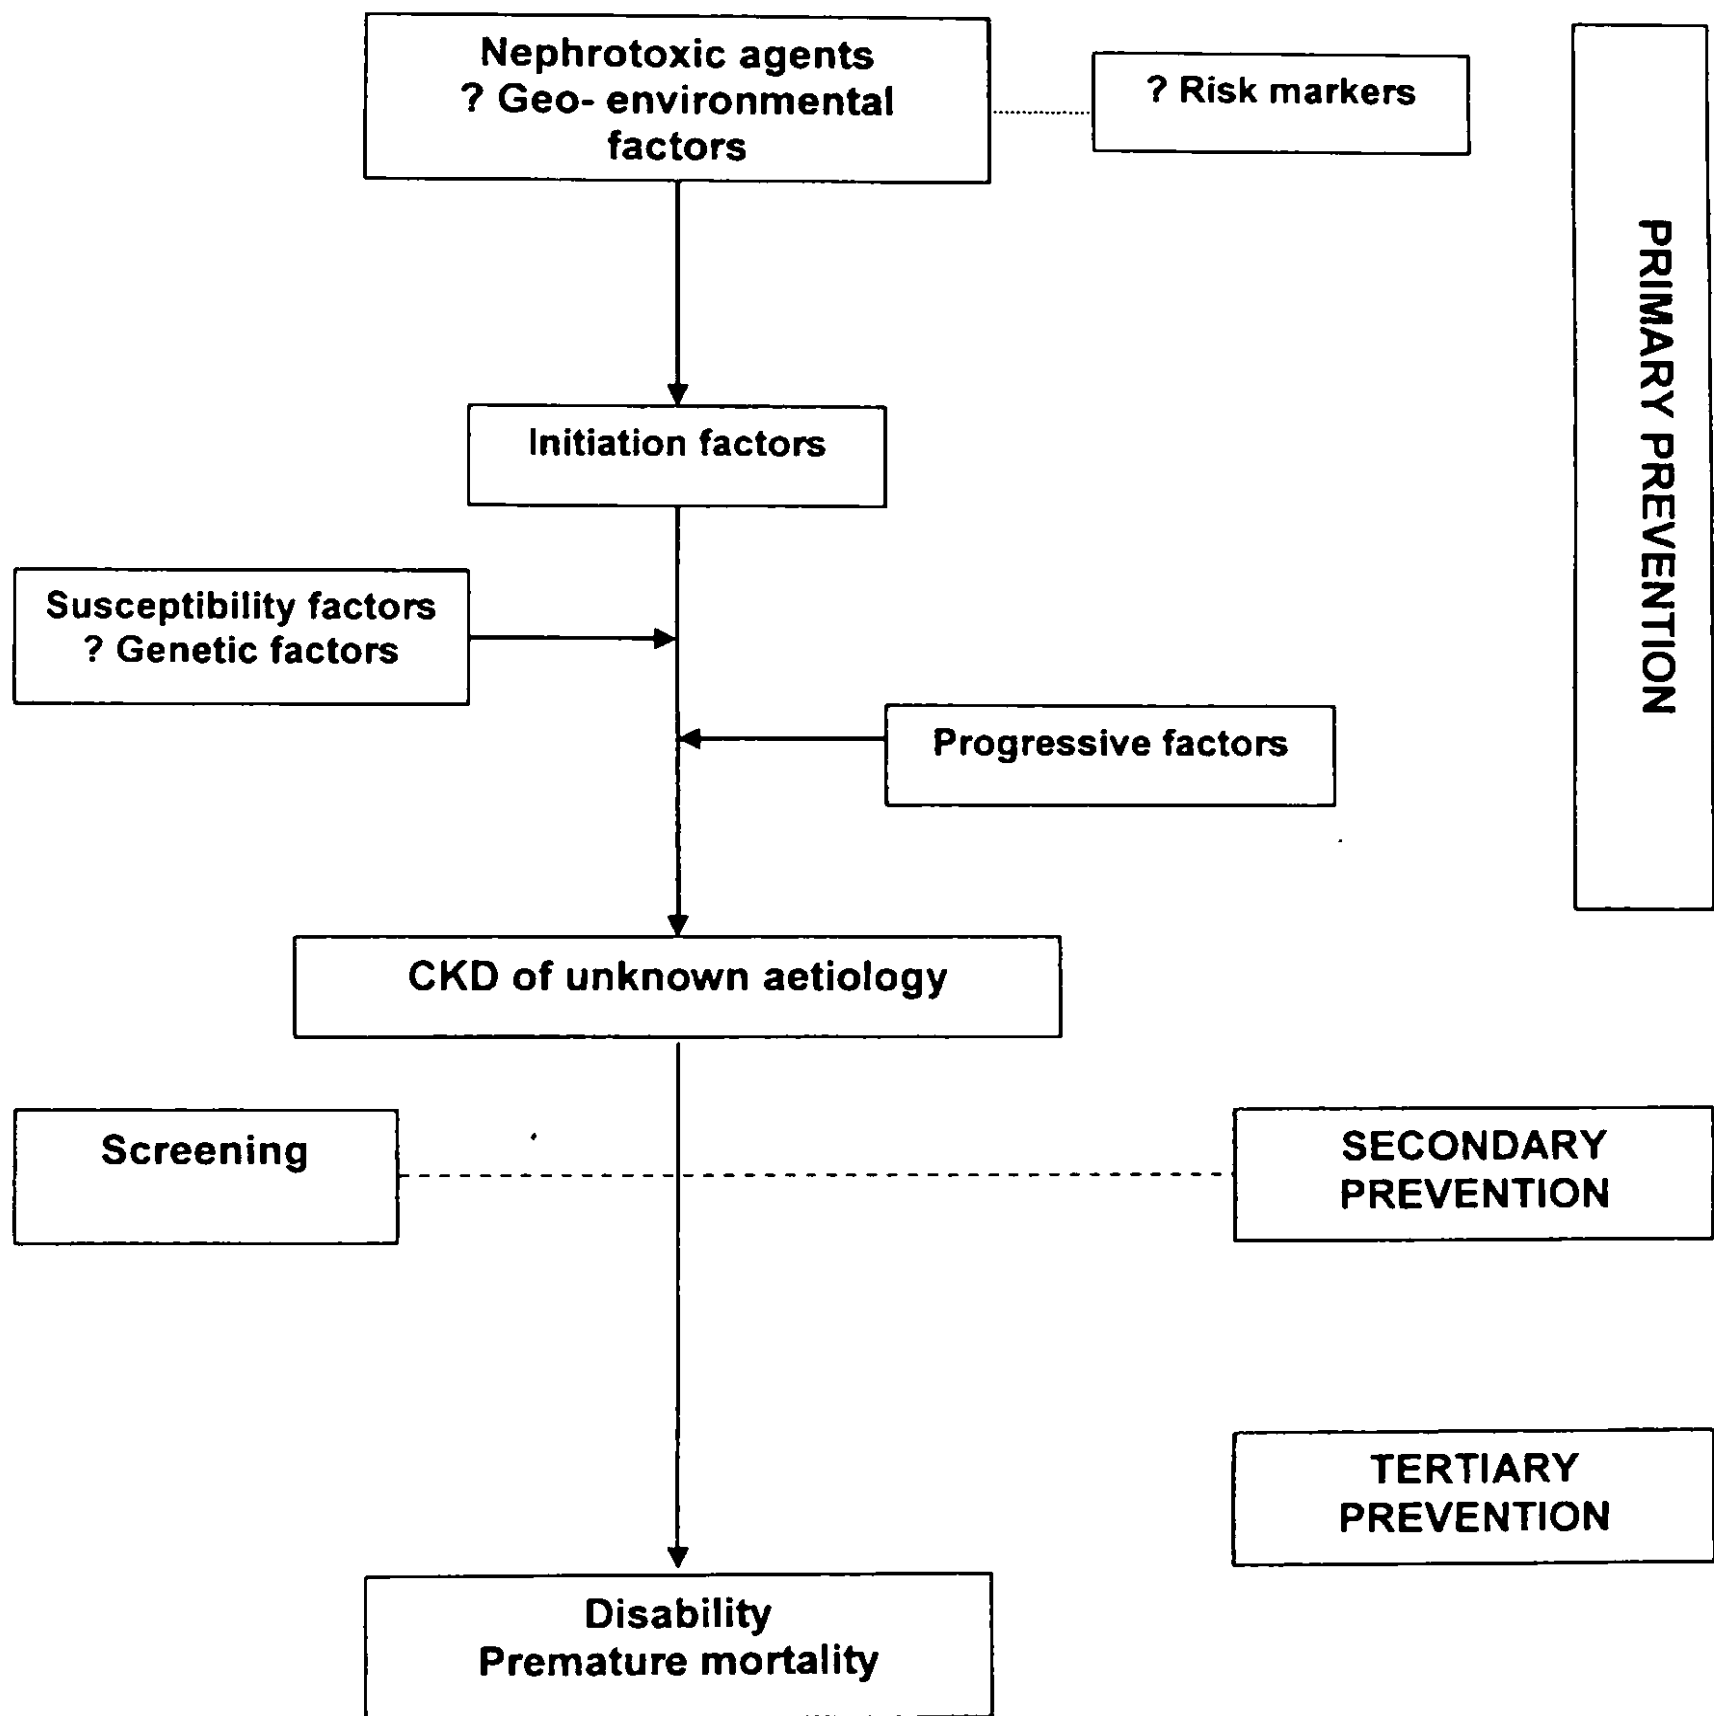 Nephrotoxic agents
? Geo- environmental
factors
? Risk markers
PRIMARY PREVENTION
Initiation factors
Susceptibility factors
? Genetic factors
Progressive factors
CKD of unknown aetiology
Screening
SECONDARY
PREVENTION
TERTIARY
PREVENTION
Disability
Premature mortality